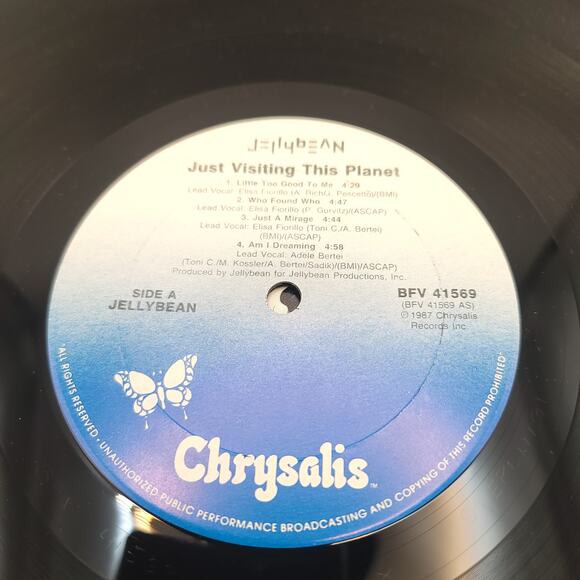 JELLYBEAN
Just Visiting This Planet
1. Little Too Good To Me 4:29
Lead Vocal: Elisa Fiorillo (A. Rich/J. Pescetto)/(BMI)
2. Who Found Who 4:47
Lead Vocal: Elisa Fiorillo (P. Gurvitz)/(ASCAP)
3. Just A Mirage 4:44
Lead Vocal: Elisa Fiorillo (Toni C./A. Bertei)
(BMI)/(ASCAP)
4. Am I Dreaming 4:58
Lead Vocal: Adele Bertei
(Toni C./M. Kossler/A. Bertei/Sadik)/(BMI)/ASCAP)
Produced by Jellybean for Jellybean Productions, Inc.
SIDE A
JELLYBEAN
BFV 41569
(BFV 41569 AS)
℗ 1987 Chrysalis
Records Inc.
Chrysalis™
ALL RIGHTS RESERVED. • UNAUTHORIZED PUBLIC PERFORMANCE BROADCASTING AND COPYING OF THIS RECORD PROHIBITED